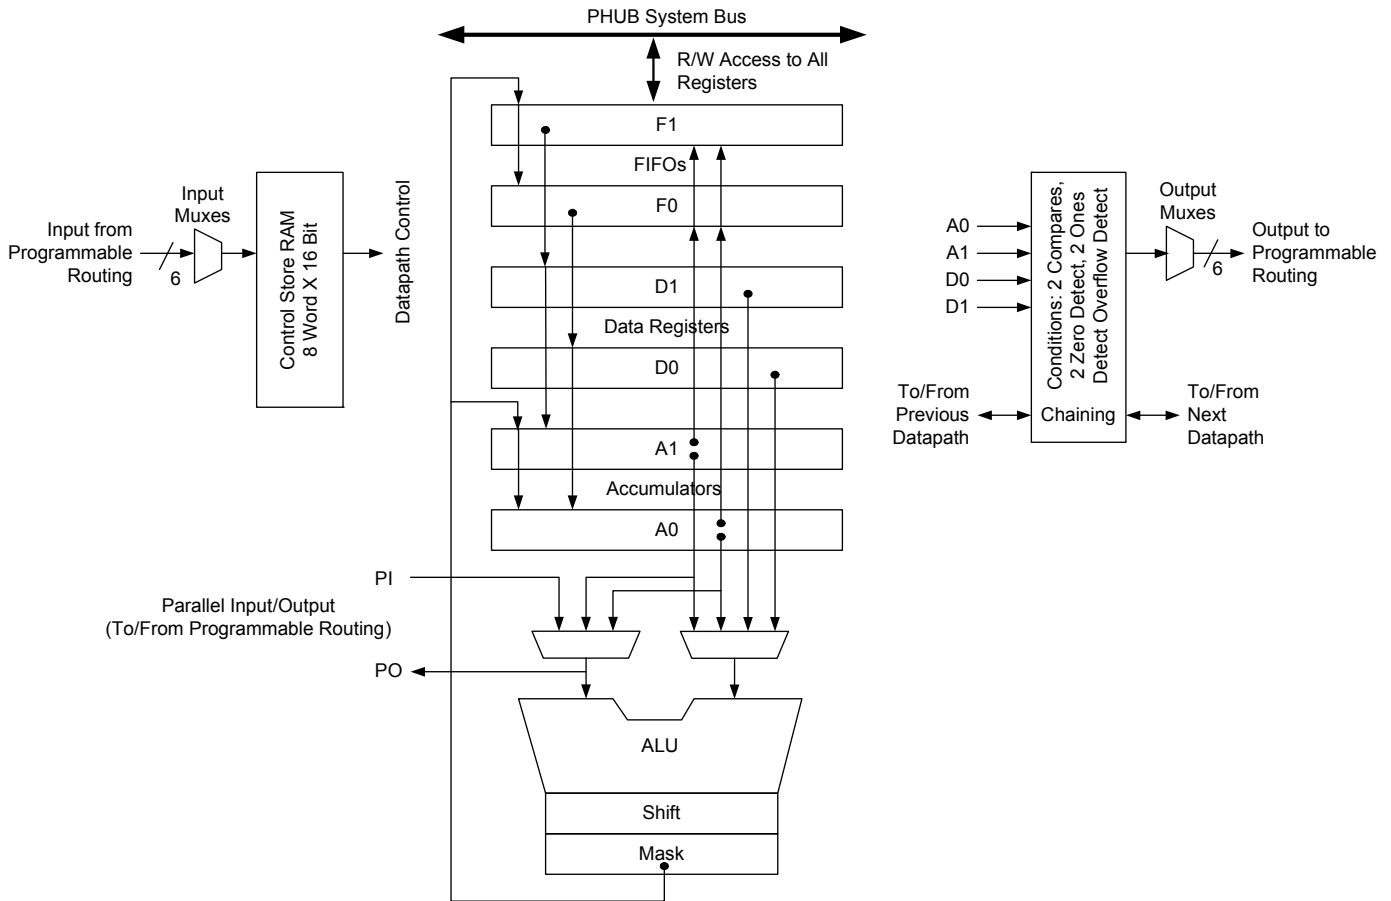 PHUB System Bus
R/W Access to All
Registers
F1
FIFOs
F0
D1
Data Registers
D0
A1
Accumulators
A0
Input from
Programmable
Routing
6
Input
Muxes
Control Store RAM
8 Word X 16 Bit
Datapath Control
A0
A1
D0
D1
Conditions: 2 Compares,
2 Zero Detect, 2 Ones
Detect Overflow Detect
Chaining
Output
Muxes
6
Output to
Programmable
Routing
To/From
Previous
Datapath
To/From
Next
Datapath
PI
Parallel Input/Output
(To/From Programmable Routing)
PO
ALU
Shift
Mask